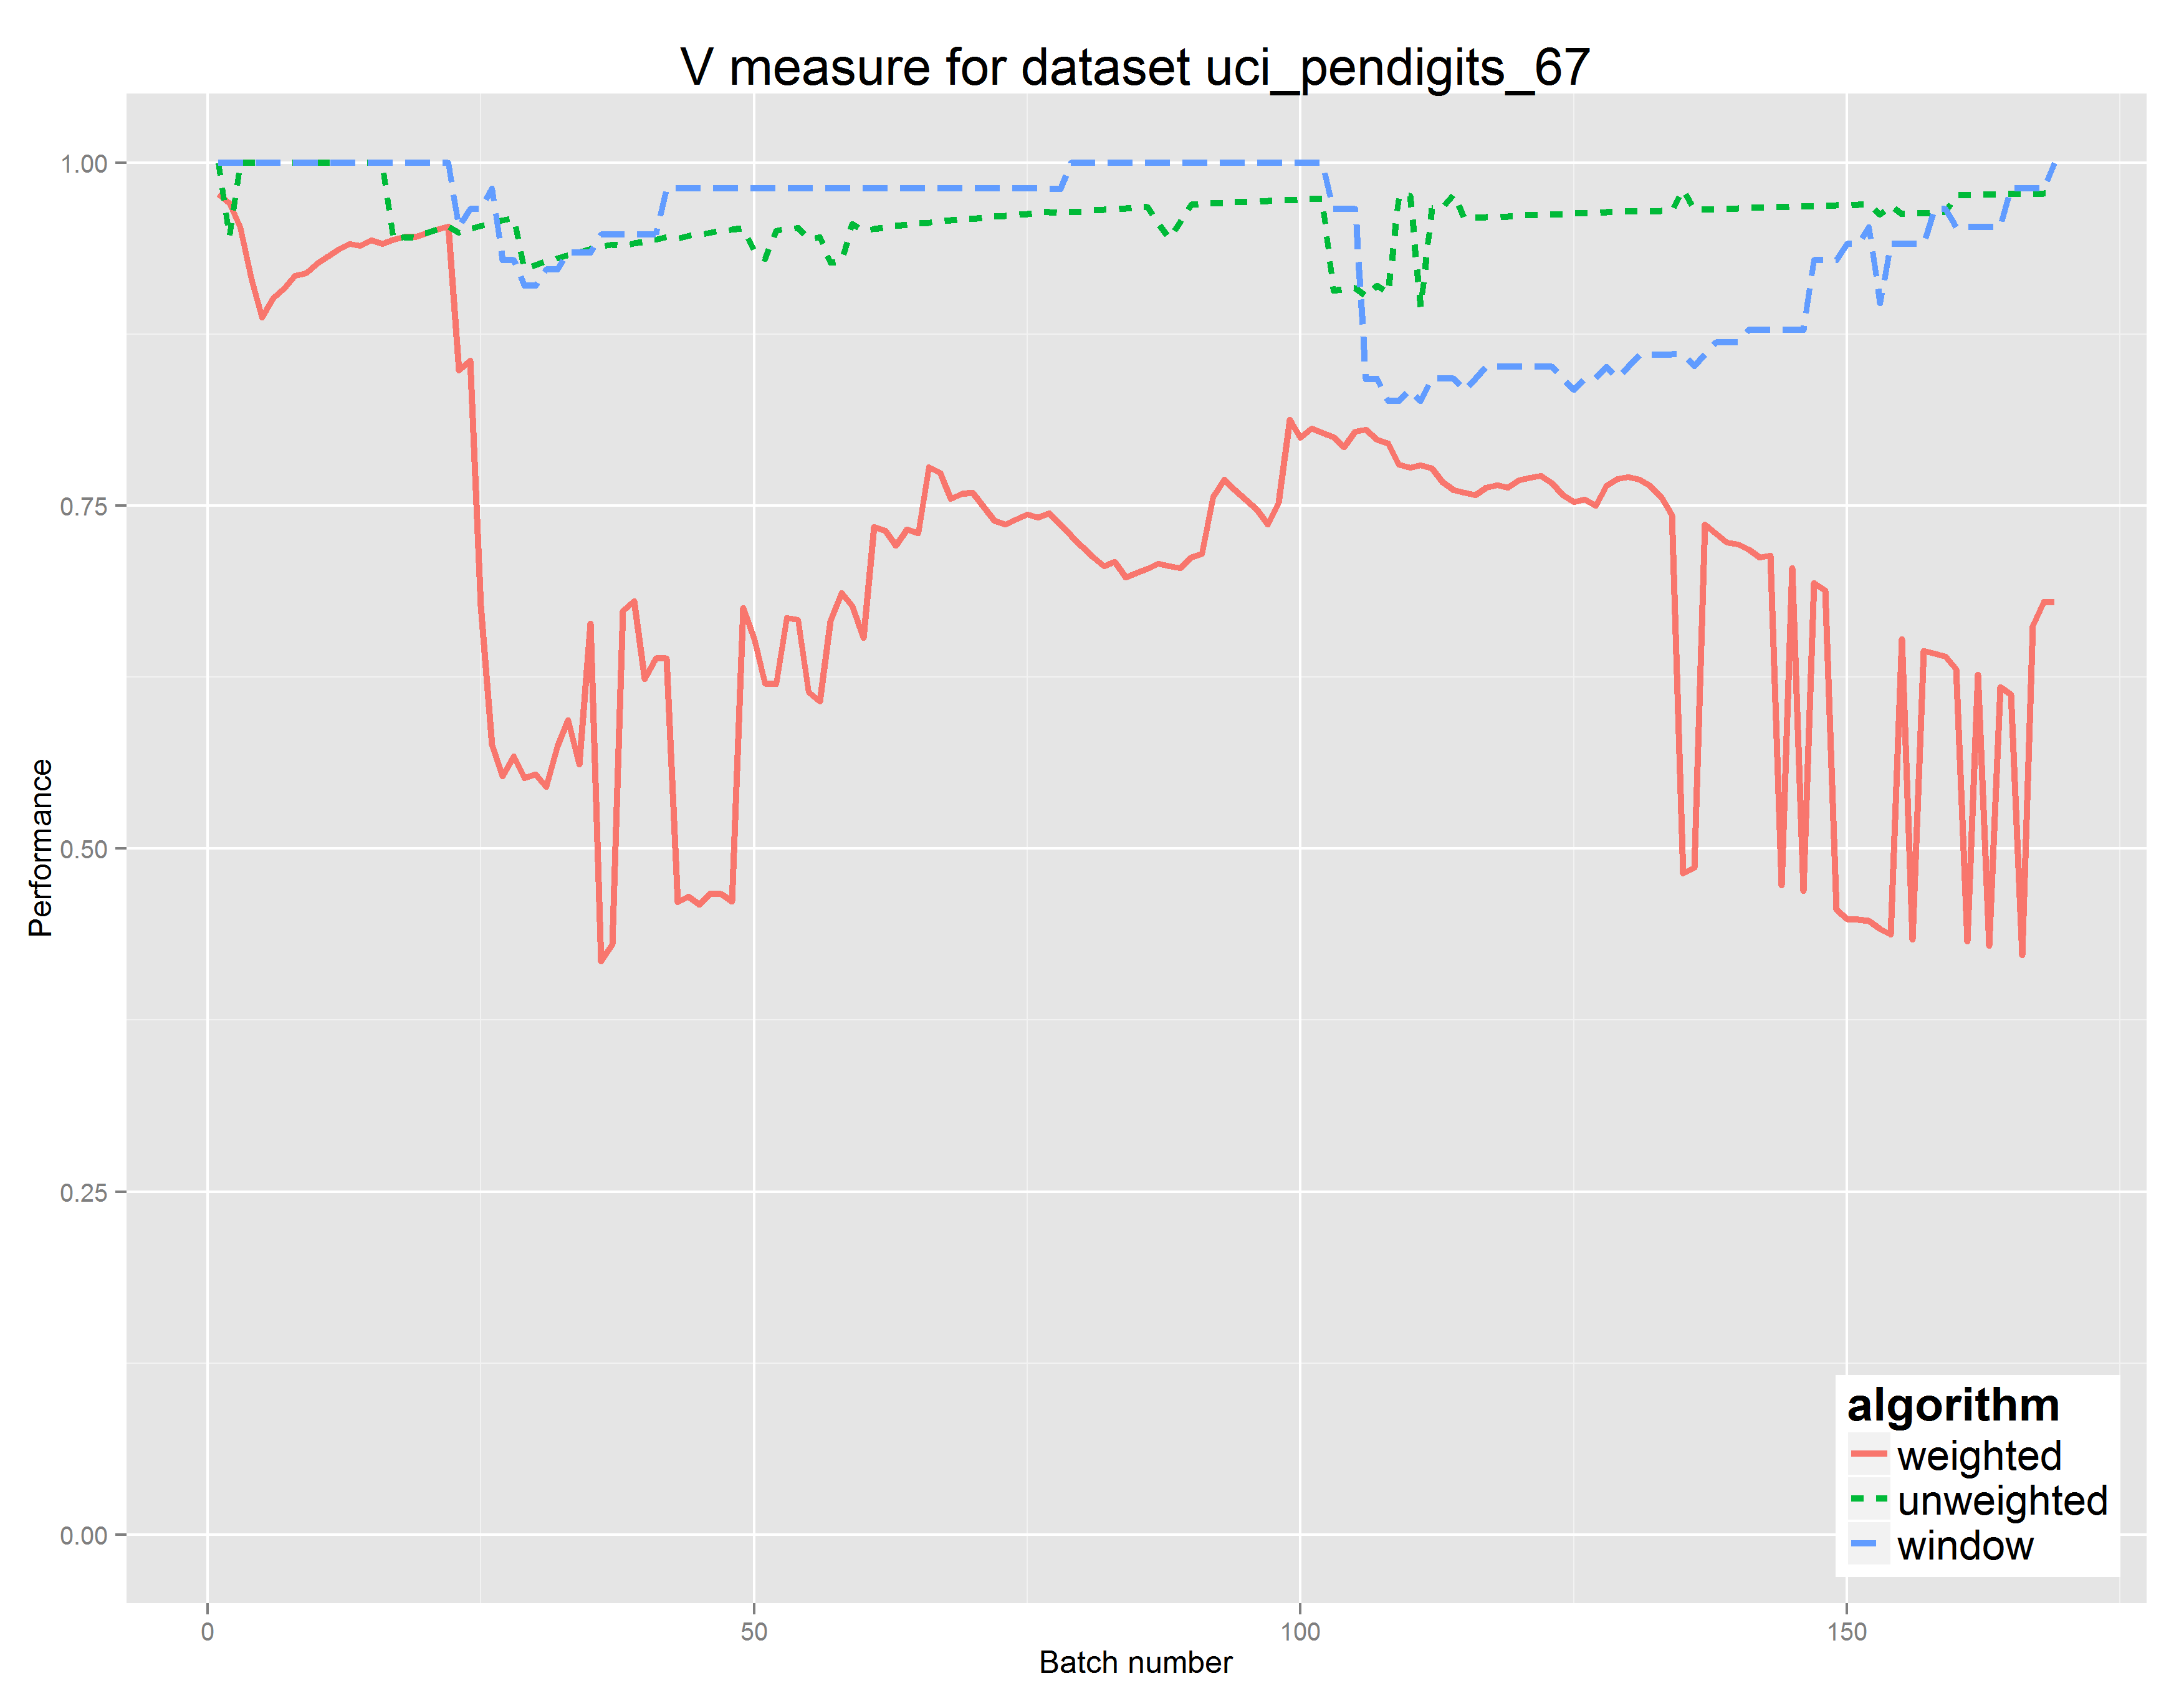 V measure for dataset uci_pendigits_67
Performance
1.00
0.75
0.50
0.25
0.00
0
50
100
150
Batch number
algorithm
weighted
unweighted
window